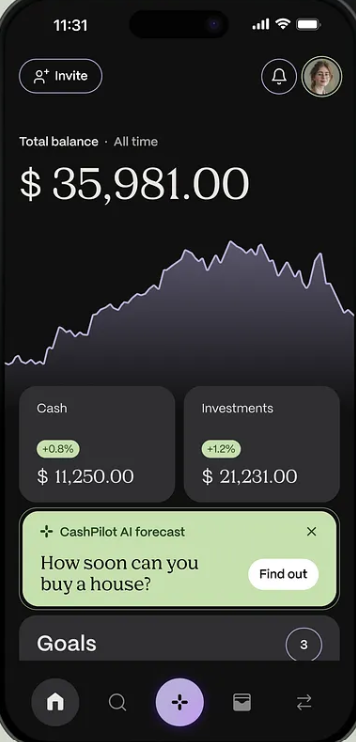 11:31
Invite
Total balance · All time
$ 35,981.00
Cash
Investments
+0.8%
+1.2%
$ 11,250.00
$ 21,231.00
CashPilot AI forecast
How soon can you
buy a house?
Find out
Goals
3